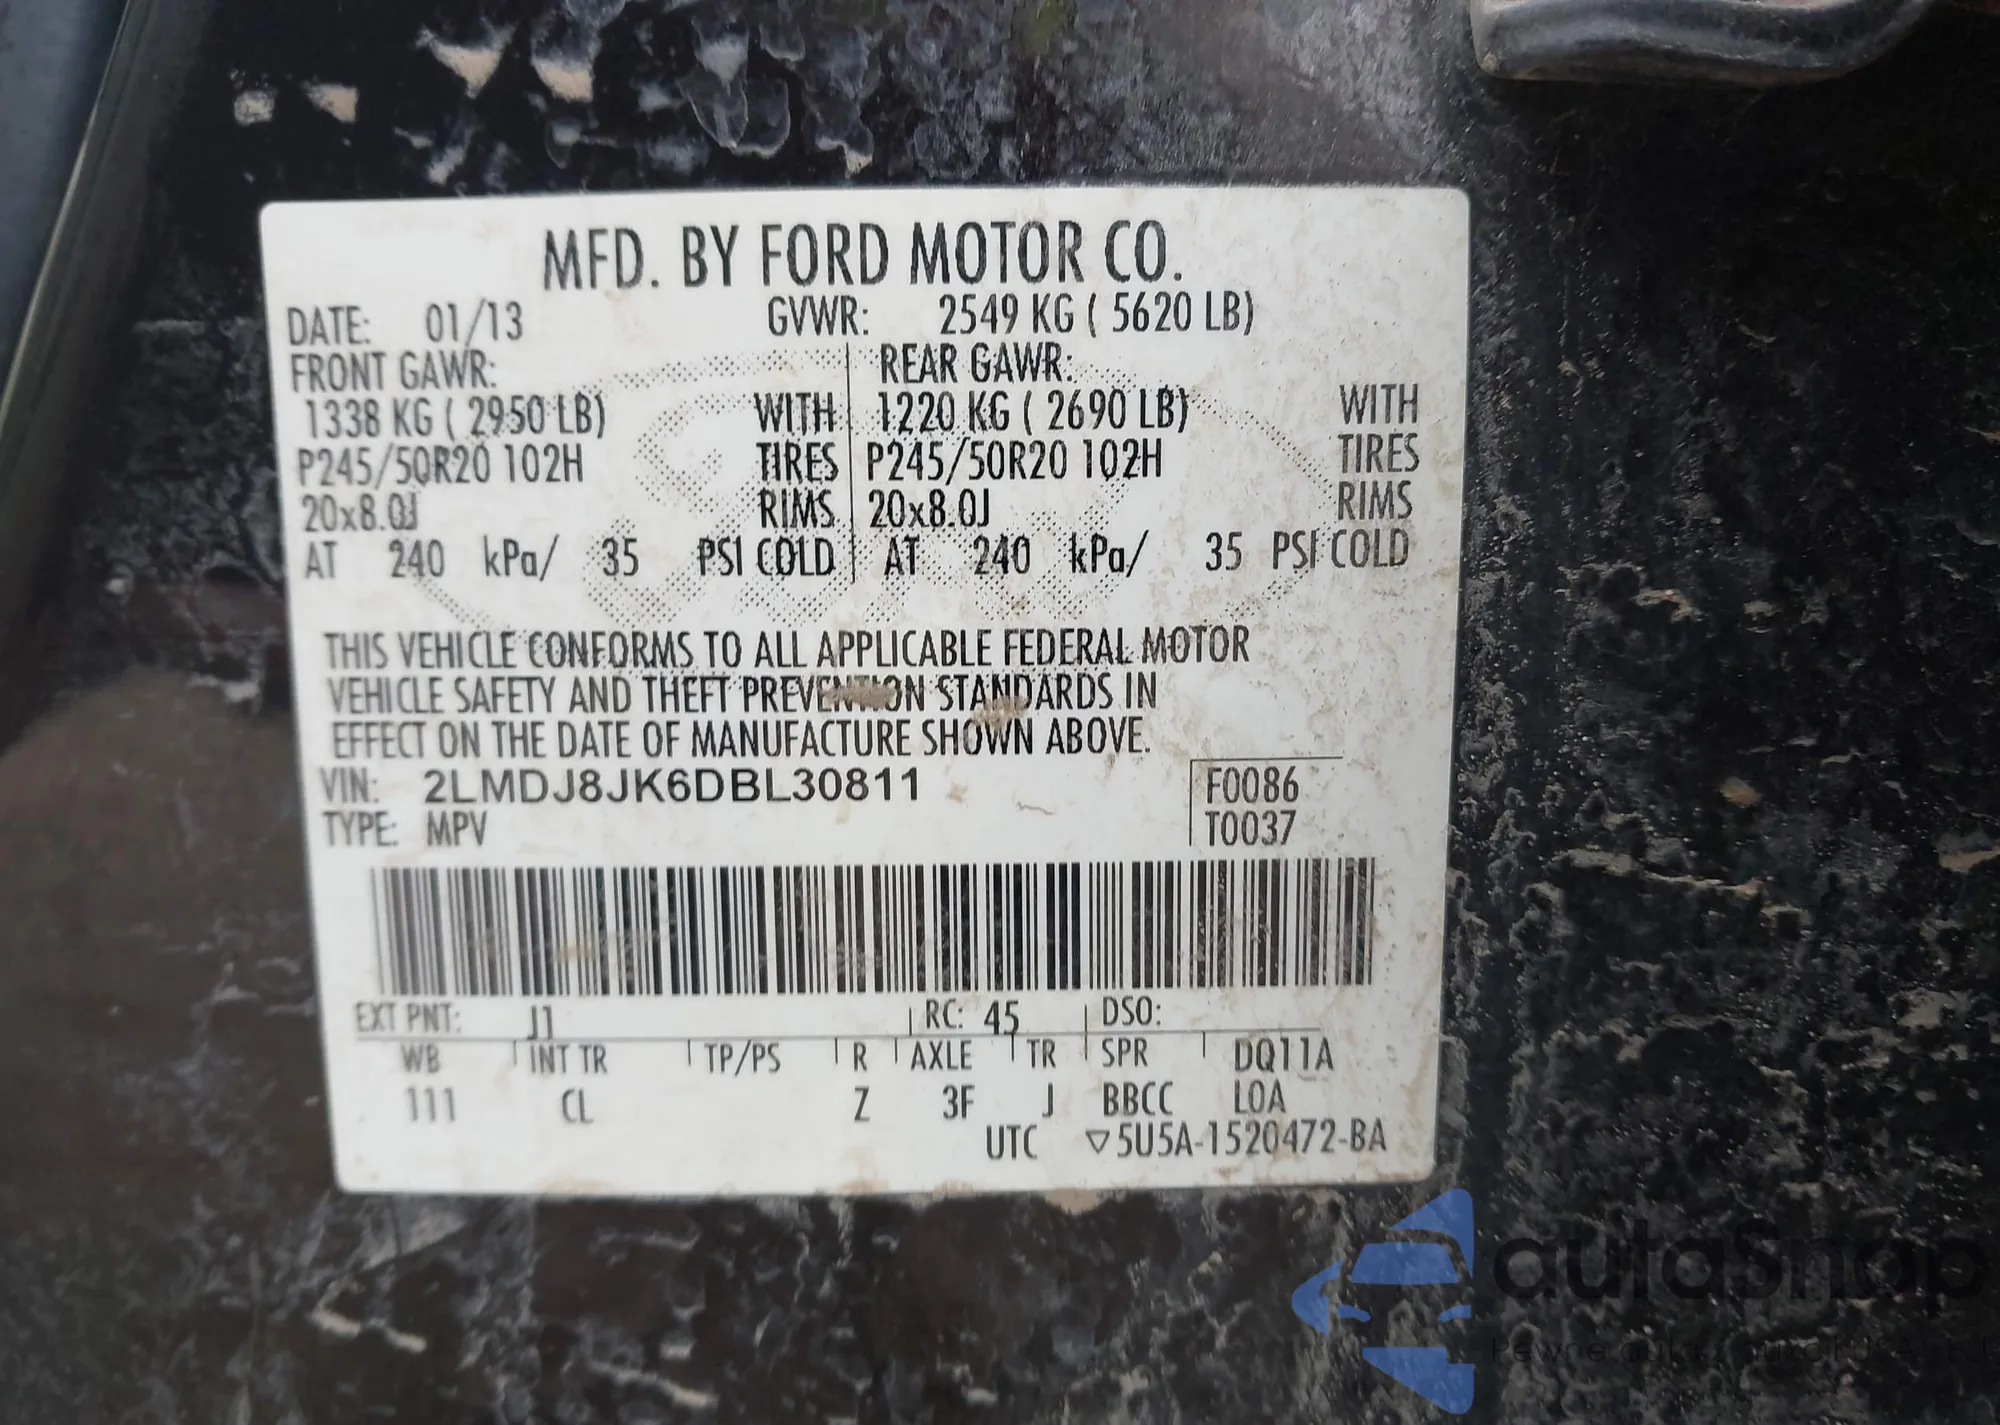 MFD. BY FORD MOTOR CO.
DATE: 01/13 GVWR: 2549 KG ( 5620 LB)
FRONT GAWR: REAR GAWR:
1338 KG ( 2950 LB) WITH 1220 KG ( 2690 LB) WITH
P245/50R20 102H TIRES P245/50R20 102H TIRES
20x8.0J RIMS 20x8.0J RIMS
AT 240 kPa/ 35 PSI COLD AT 240 kPa/ 35 PSI COLD
THIS VEHICLE CONFORMS TO ALL APPLICABLE FEDERAL MOTOR
VEHICLE SAFETY AND THEFT PREVENTION STANDARDS IN
EFFECT ON THE DATE OF MANUFACTURE SHOWN ABOVE.
VIN: 2LMDJ8JK6DBL30811 F0086
TYPE: MPV T0037
EXT PNT: J1 RC: 45 DSO:
WB INT TR TP/PS R AXLE TR SPR DQ11A
111 CL Z 3F J BBCC LOA
UTC ▽5U5A-1520472-BA
autoSnap